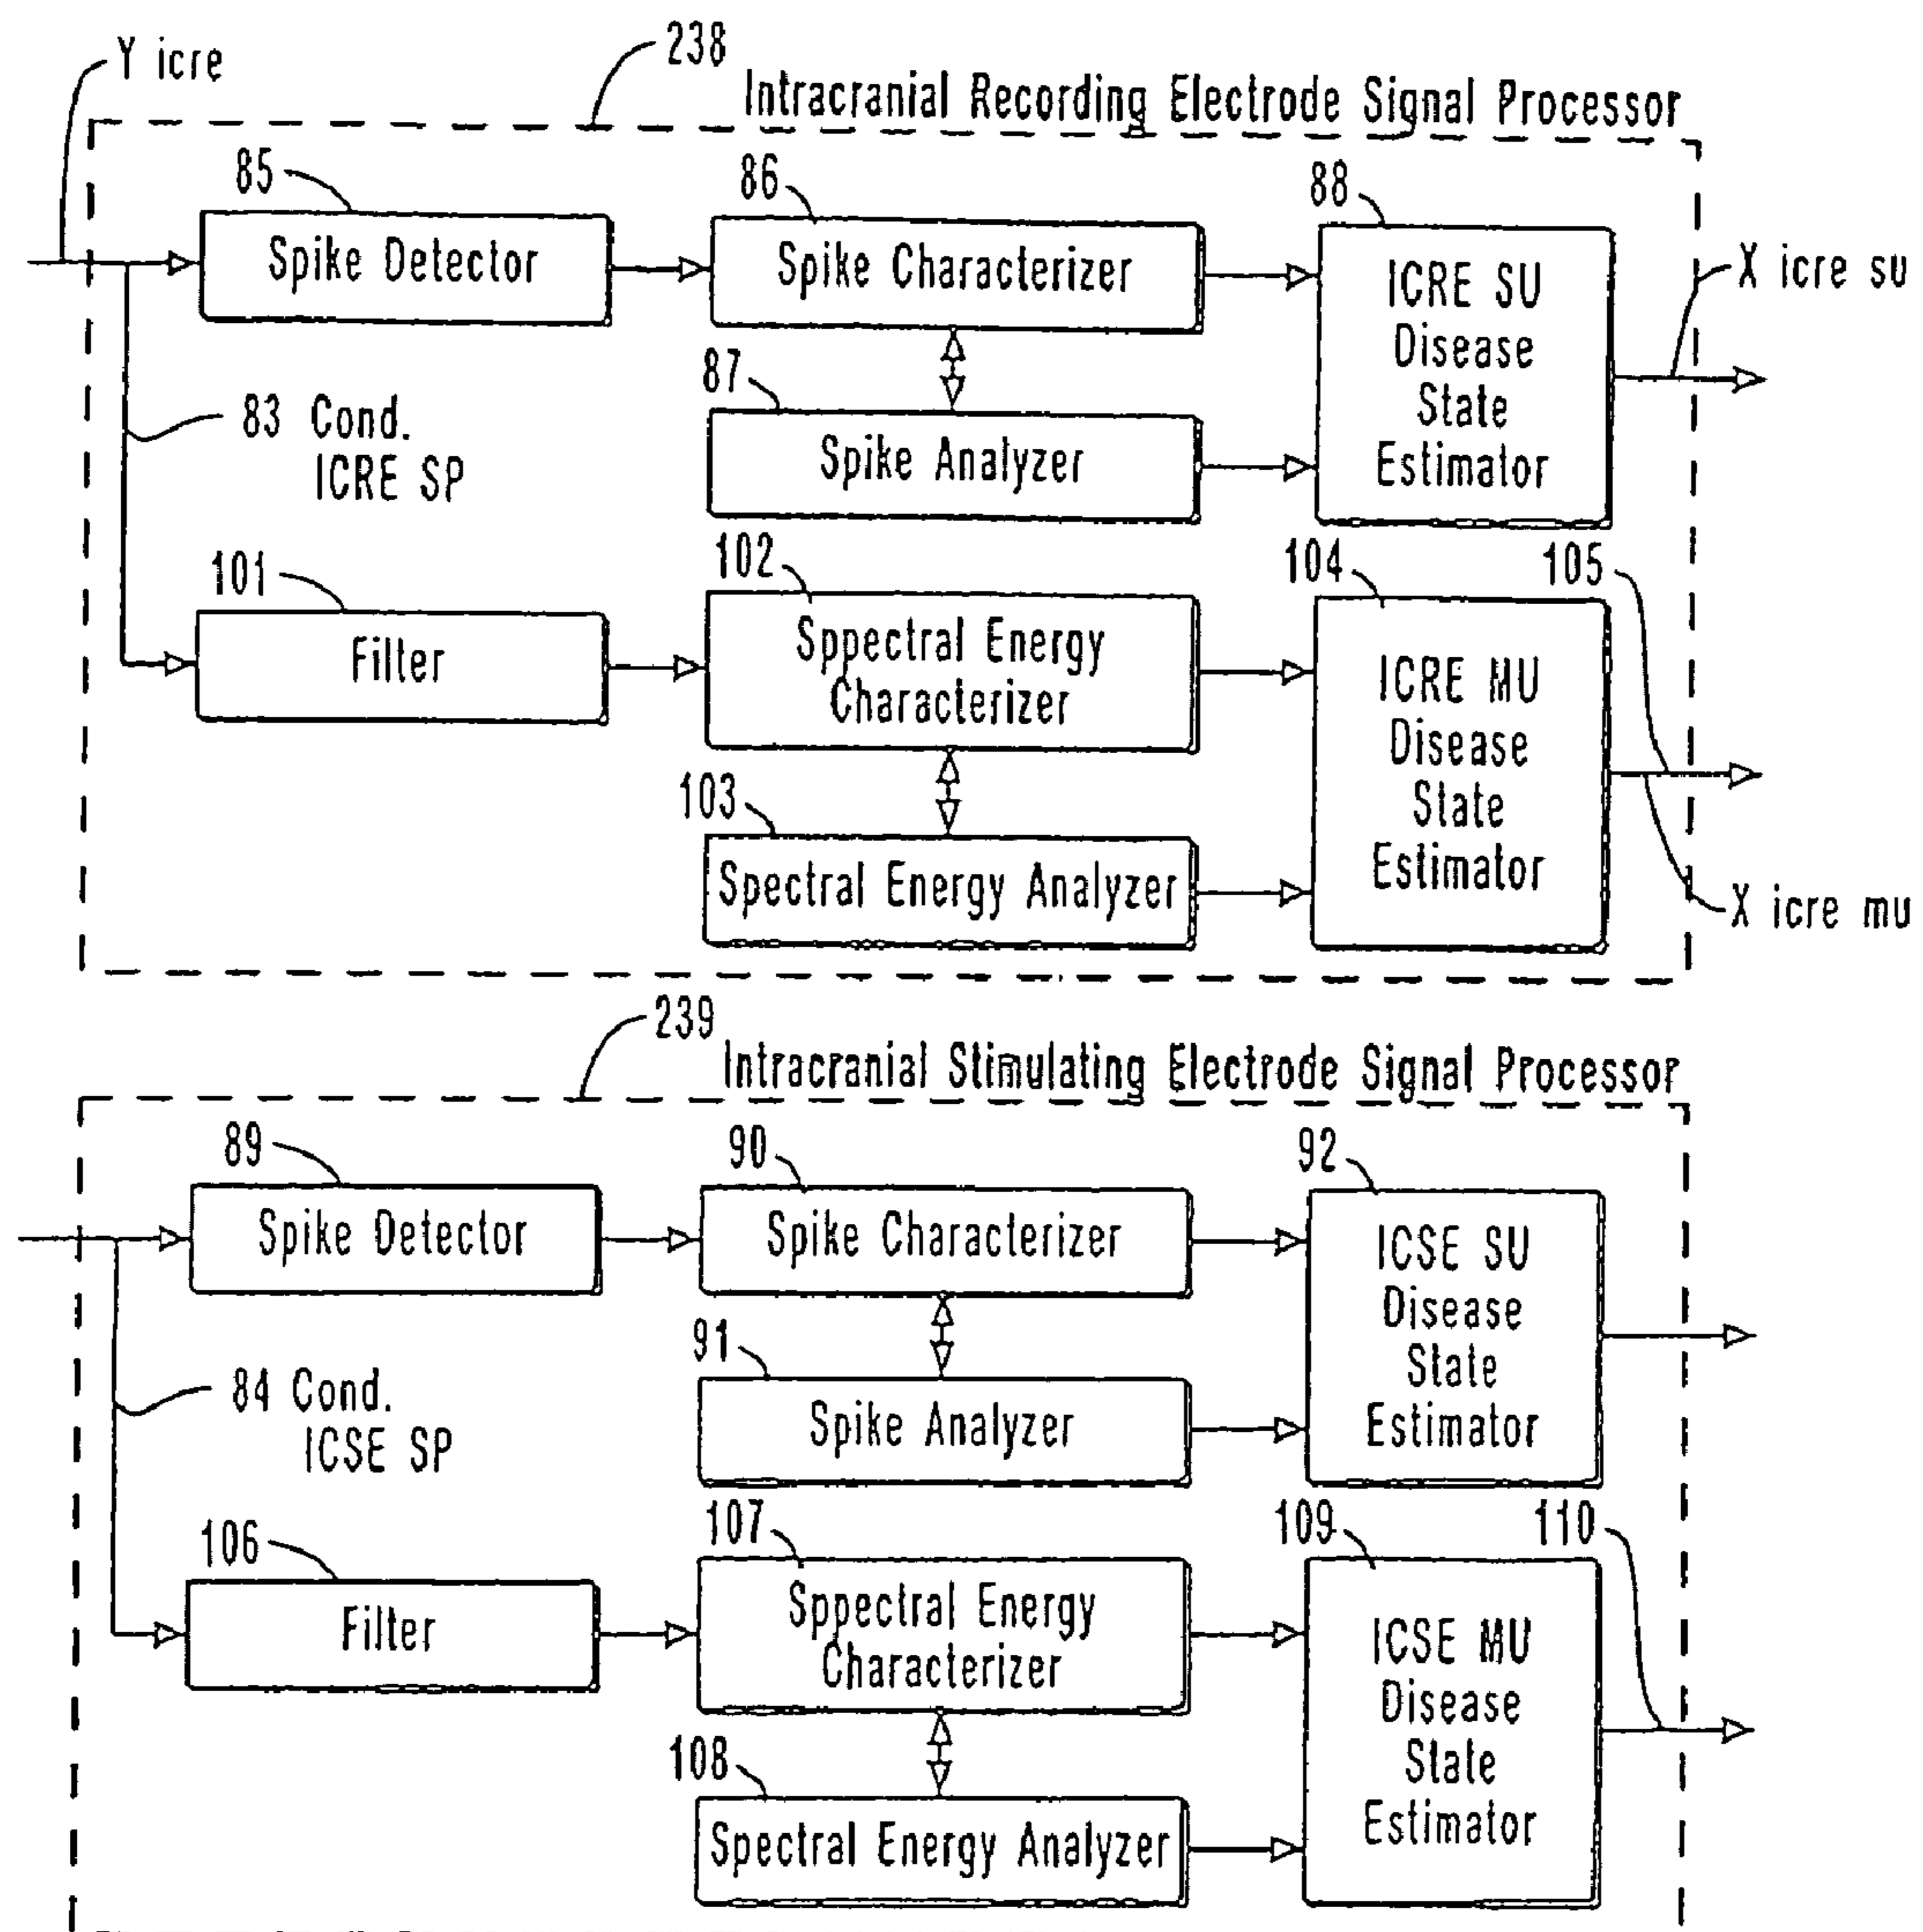 Y icre
238
Intracranial Recording Electrode Signal Processor
85
86
88
Spike Detector
Spike Characterizer
ICRE SU
Disease
State
Estimator
X icre su
87
83 Cond.
ICRE SP
Spike Analyzer
101
102
104
105
Filter
Sppectral Energy
Characterizer
ICRE MU
Disease
State
Estimator
103
Spectral Energy Analyzer
X icre mu
239
Intracranial Stimulating Electrode Signal Processor
89
90
92
Spike Detector
Spike Characterizer
ICSE SU
Disease
State
Estimator
91
84 Cond.
ICSE SP
Spike Analyzer
106
107
109
110
Filter
Sppectral Energy
Characterizer
ICSE MU
Disease
State
Estimator
108
Spectral Energy Analyzer